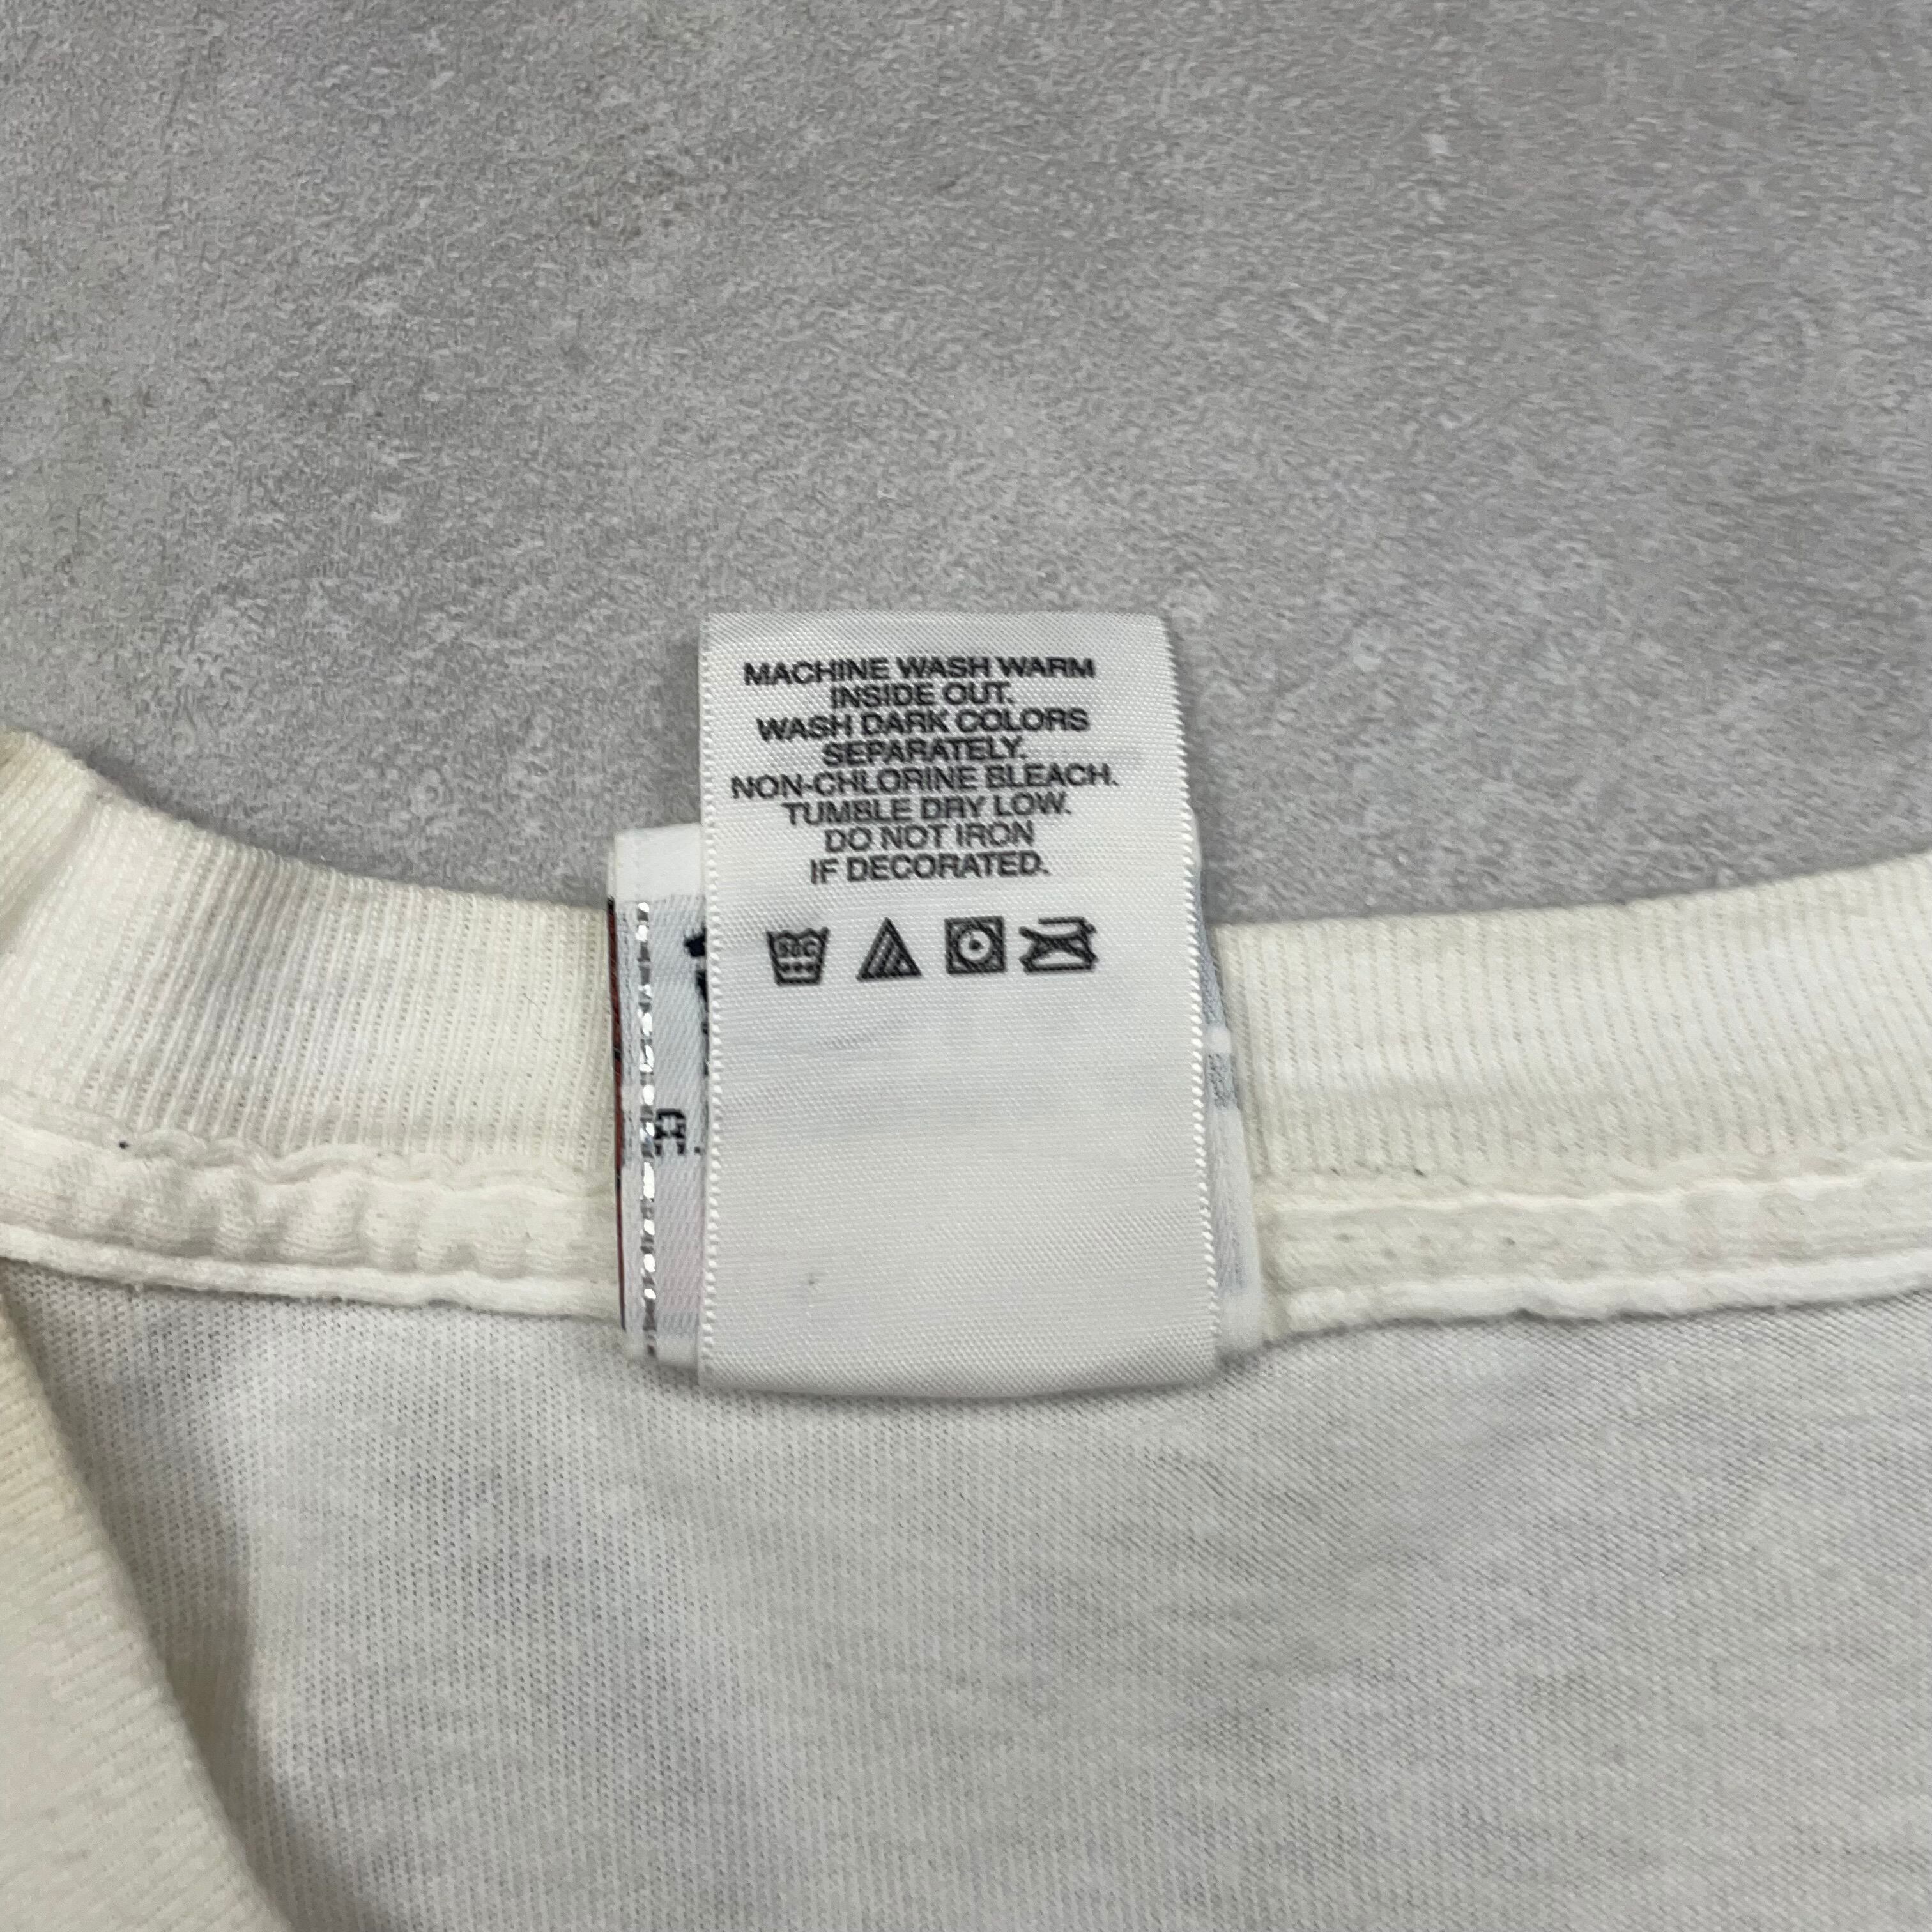 MACHINE WASH WARM
INSIDE OUT.
WASH DARK COLORS
SEPARATELY.
NON-CHLORINE BLEACH.
TUMBLE DRY LOW.
DO NOT IRON
IF DECORATED.